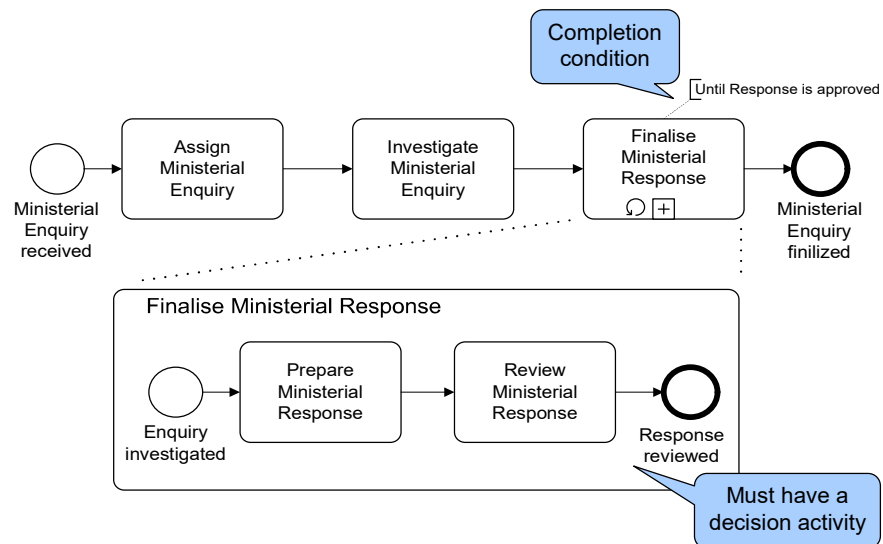 Completion
condition
Until Response is approved
Assign
Ministerial
Enquiry
Investigate
Ministerial
Enquiry
Finalise
Ministerial
Response
Ministerial
Enquiry
received
Ministerial
Enquiry
finilized
Finalise Ministerial Response
Prepare
Ministerial
Response
Review
Ministerial
Response
Enquiry
investigated
Response
reviewed
Must have a
decision activity